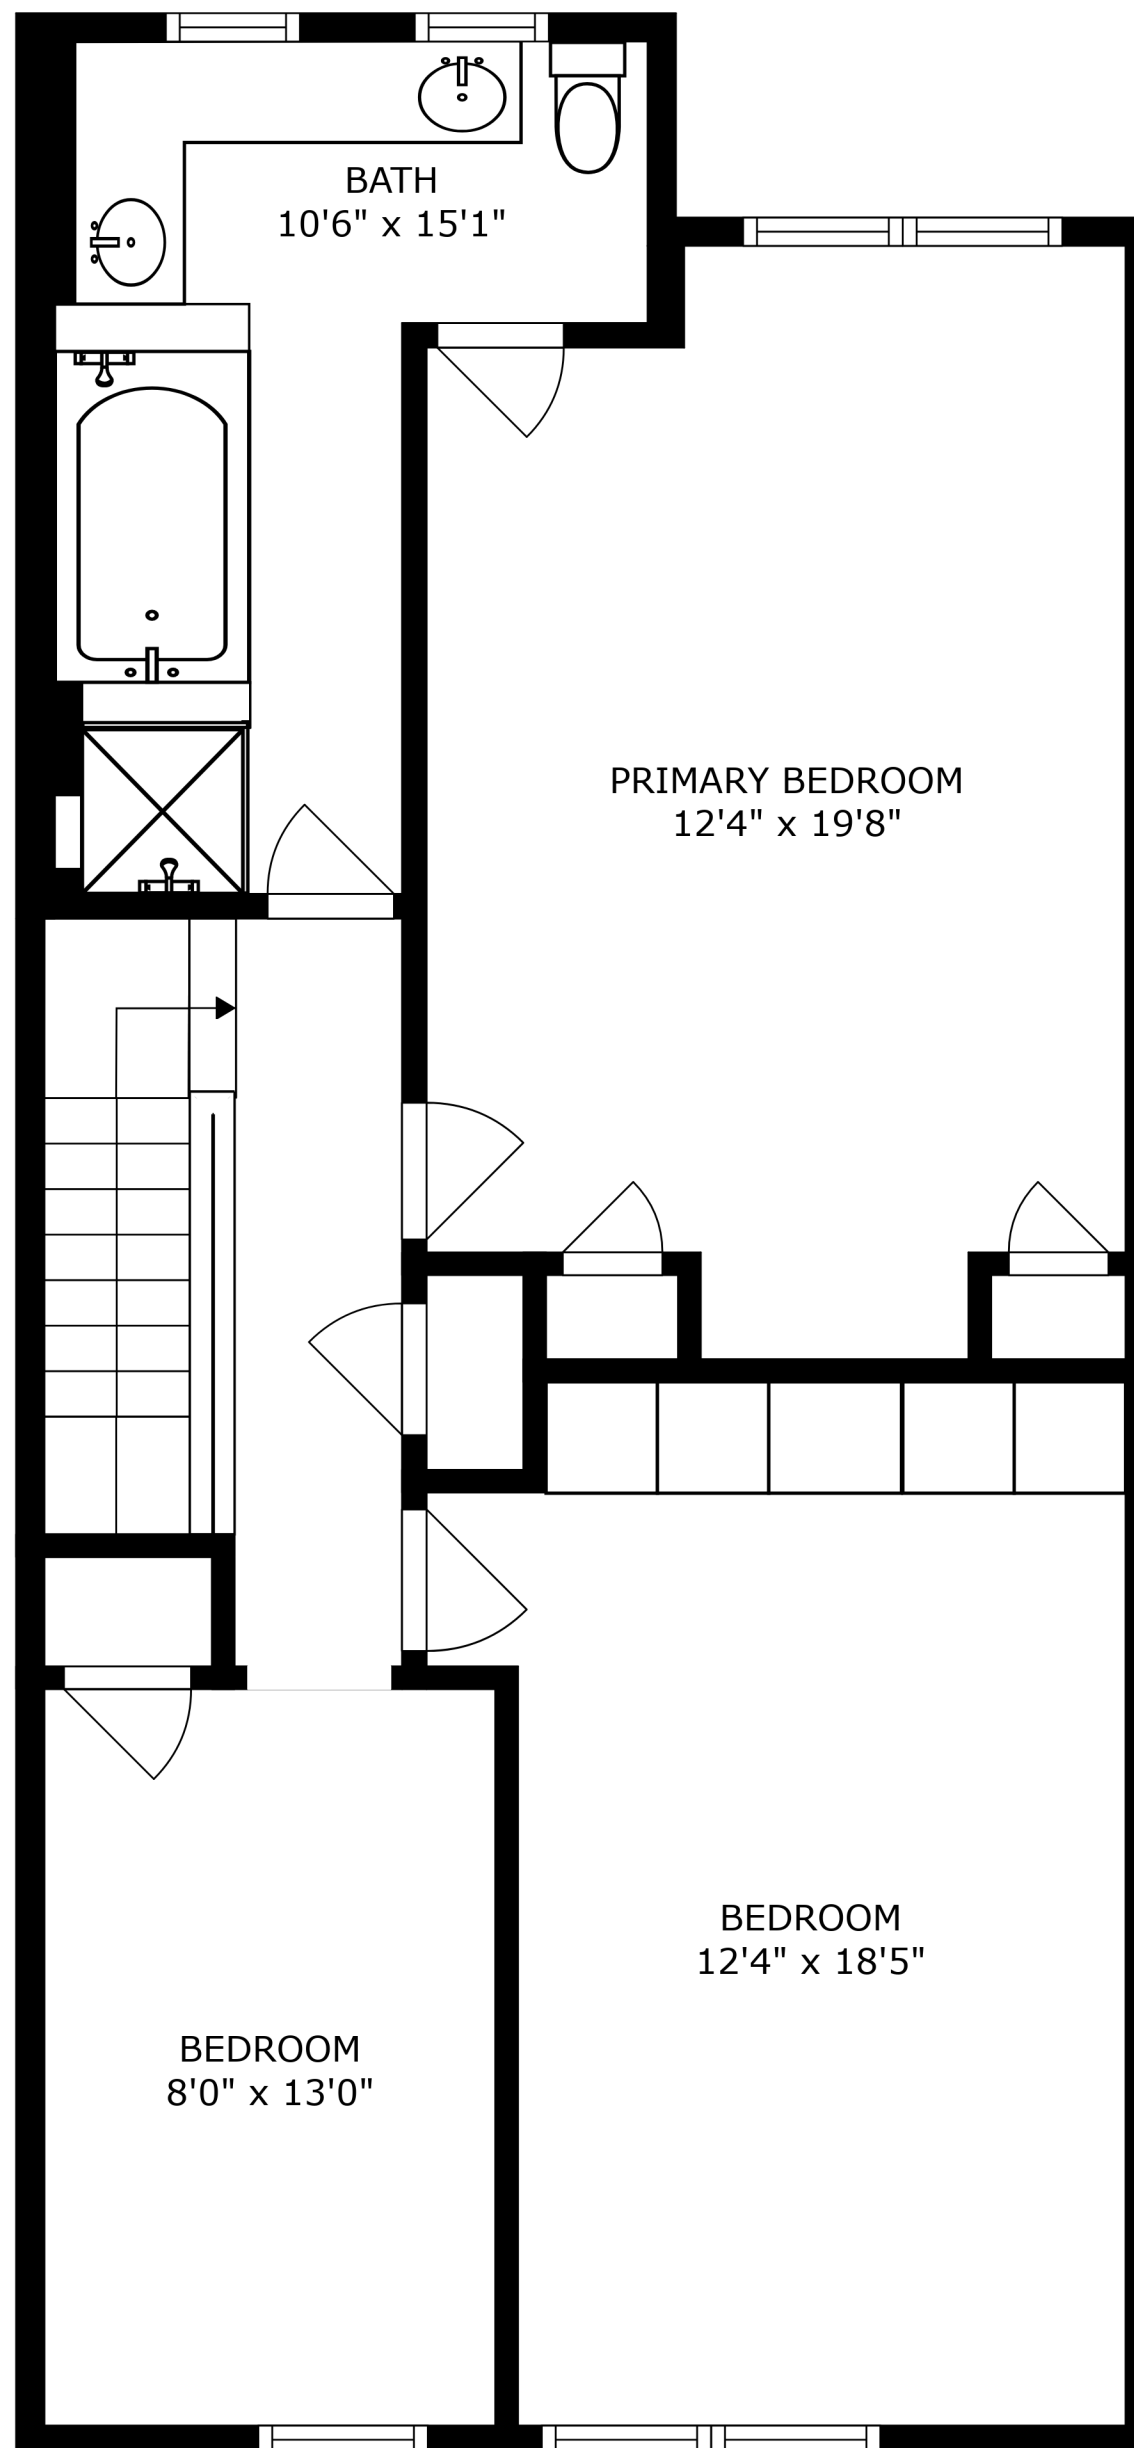 BATH
10'6" x 15'1"
PRIMARY BEDROOM
12'4" x 19'8"
BEDROOM
12'4" x 18'5"
BEDROOM
8'0" x 13'0"